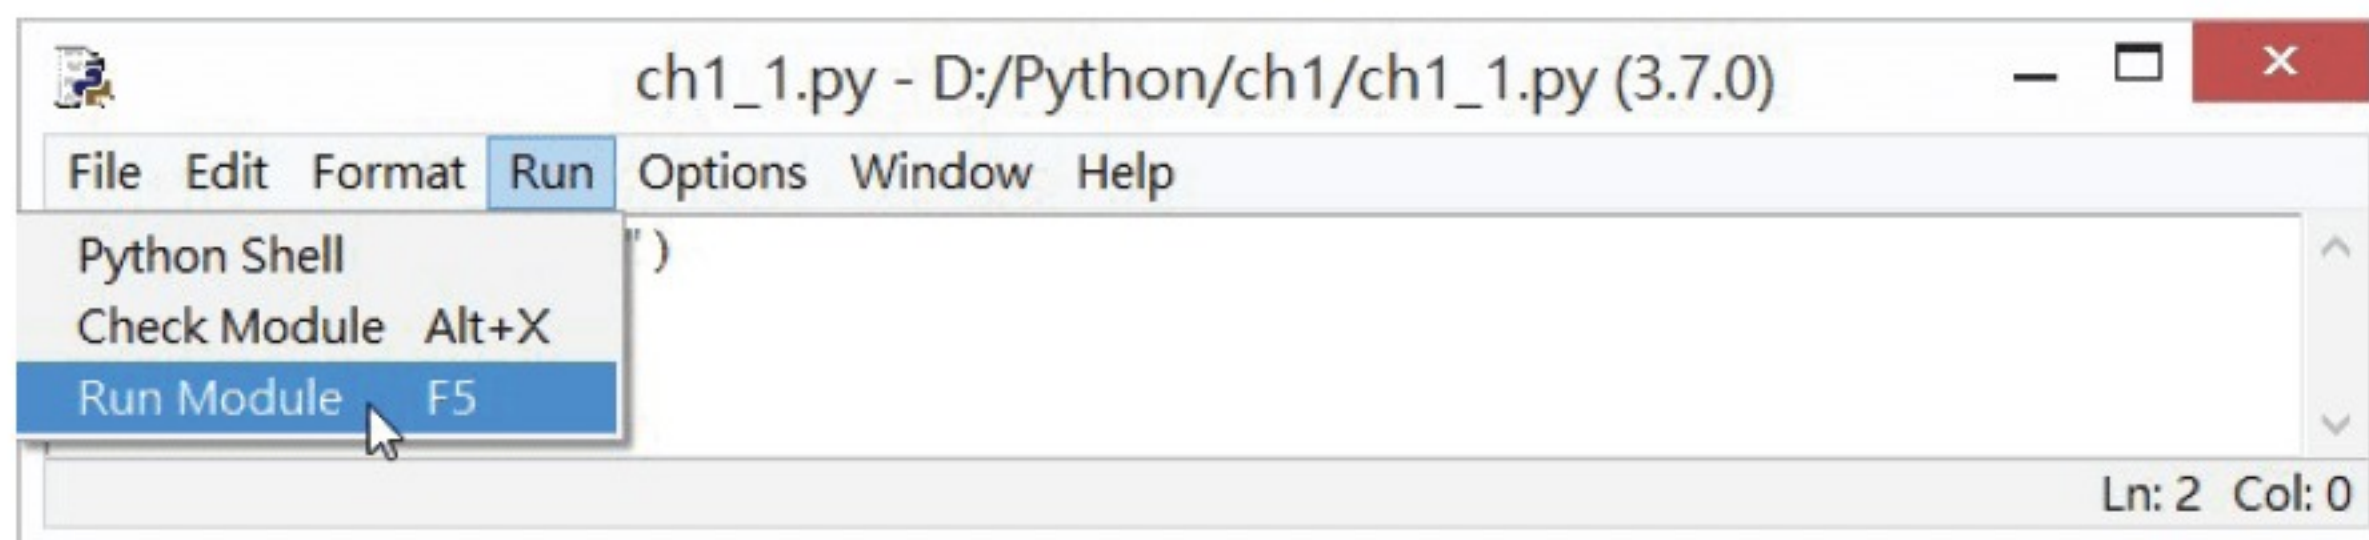 ch1_1.py - D:/Python/ch1/ch1_1.py (3.7.0)
File Edit Format Run Options Window Help
")
Python Shell
Check Module Alt+X
Run Module F5
Ln: 2 Col: 0